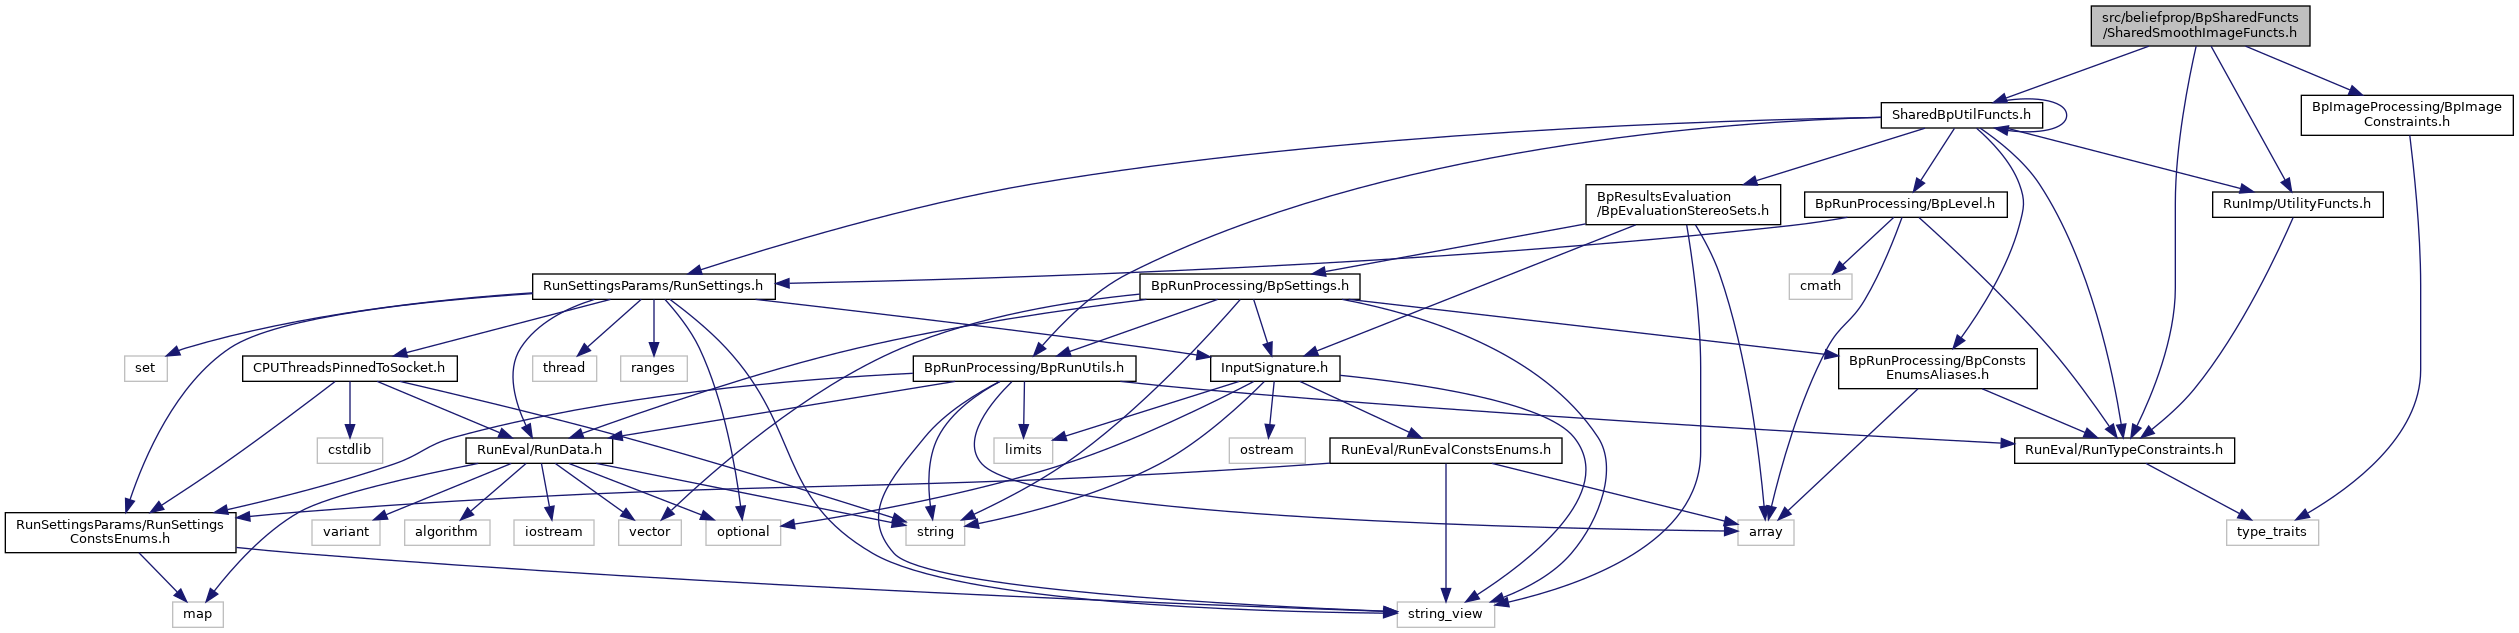 src/beliefprop/BpSharedFuncts
/SharedSmoothImageFuncts.h
SharedBpUtilFuncts.h
BpImageProcessing/BpImage
Constraints.h
BpResultsEvaluation
/BpEvaluationStereoSets.h
BpRunProcessing/BpLevel.h
RunImp/UtilityFuncts.h
RunSettingsParams/RunSettings.h
BpRunProcessing/BpSettings.h
cmath
set
CPUThreadsPinnedToSocket.h
thread
ranges
BpRunProcessing/BpRunUtils.h
InputSignature.h
BpRunProcessing/BpConsts
EnumsAliases.h
cstdlib
RunEval/RunData.h
limits
ostream
RunEval/RunEvalConstsEnums.h
RunEval/RunTypeConstraints.h
RunSettingsParams/RunSettings
ConstsEnums.h
variant
algorithm
iostream
vector
optional
string
array
type_traits
map
string_view